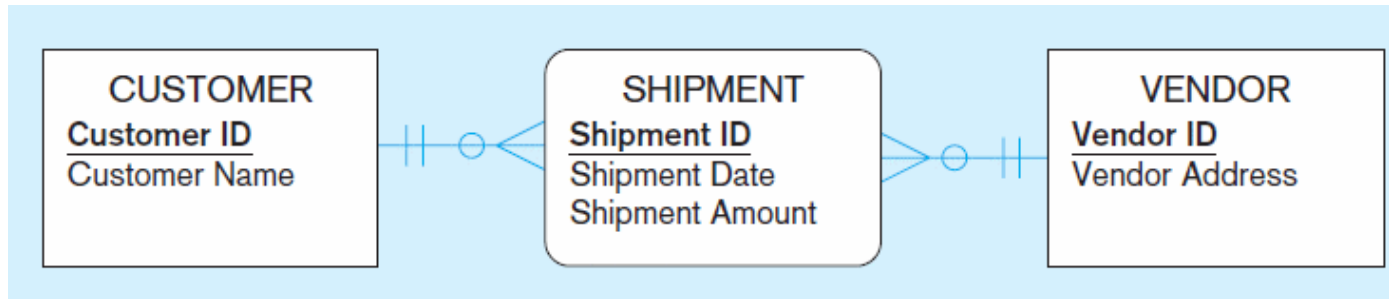 CUSTOMER
Customer ID
Customer Name
SHIPMENT
Shipment ID
Shipment Date
Shipment Amount
VENDOR
Vendor ID
Vendor Address